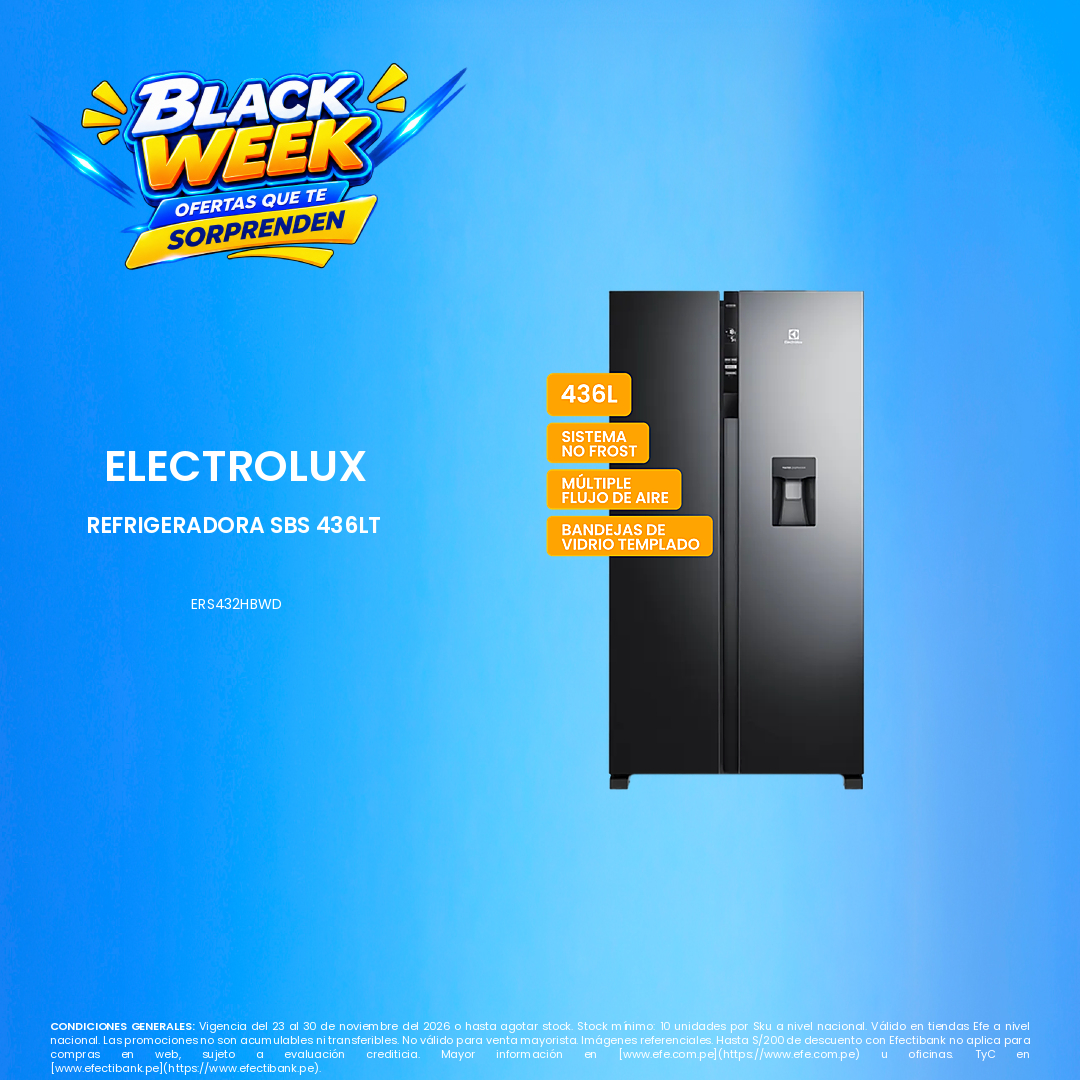 BLACK
WEEK
OFERTAS QUE TE
SORPRENDEN
Electrolux
436L
SISTEMA
NO FROST
MÚLTIPLE
FLUJO DE AIRE
BANDEJAS DE
VIDRIO TEMPLADO
ELECTROLUX
REFRIGERADORA SBS 436LT
ERS432HBWD
CONDICIONES GENERALES: Vigencia del 23 al 30 de noviembre del 2026 o hasta agotar stock. Stock mínimo: 10 unidades por Sku a nivel nacional. Válido en tiendas Efe a nivel
nacional. Las promociones no son acumulables ni transferibles. No válido para venta mayorista. Imágenes referenciales. Hasta S/200 de descuento con Efectibank no aplica para
compras en web, sujeto a evaluación crediticia. Mayor información en [www.efe.com.pe](https://www.efe.com.pe) u oficinas. TyC en
[www.efectibank.pe](https://www.efectibank.pe).